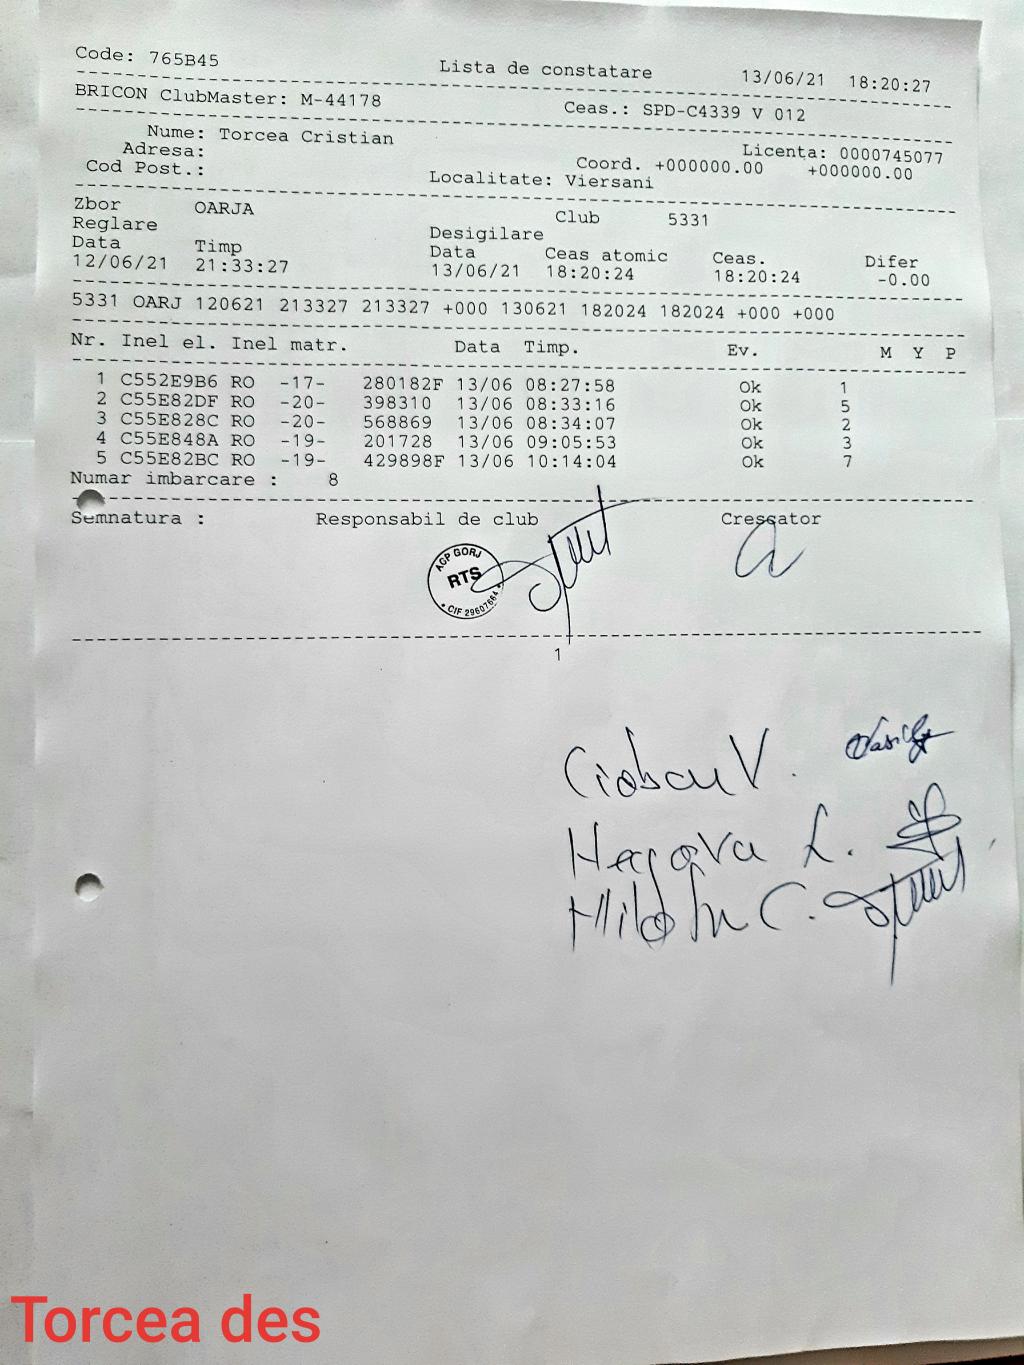 Code: 765B45 Lista de constatare 13/06/21 18:20:27
BRICON ClubMaster: M-44178 Ceas.: SPD-C4339 V 012
Nume: Torcea Cristian Licenta: 0000745077
Adresa: Coord. +000000.00 +000000.00
Cod Post.: Localitate: Viersani
Zbor OARJA Club 5331
Reglare Desigilare
Data Timp Data Ceas atomic Ceas. Difer
12/06/21 21:33:27 13/06/21 18:20:24 18:20:24 -0.00
5331 OARJ 120621 213327 213327 +000 130621 182024 182024 +000 +000
Nr. Inel el. Inel matr. Data Timp. Ev. M Y P
1 C552E9B6 RO -17- 280182F 13/06 08:27:58 Ok 1
2 C55E82DF RO -20- 398310 13/06 08:33:16 Ok 5
3 C55E828C RO -20- 568869 13/06 08:34:07 Ok 2
4 C55E848A RO -19- 201728 13/06 09:05:53 Ok 3
5 C55E82BC RO -19- 429898F 13/06 10:14:04 Ok 7
Numar imbarcare : 8
Semnatura : Responsabil de club Crescator
AGP GORJ
RTS
CIF 29607664
1
V.
L.
C.
Torcea des